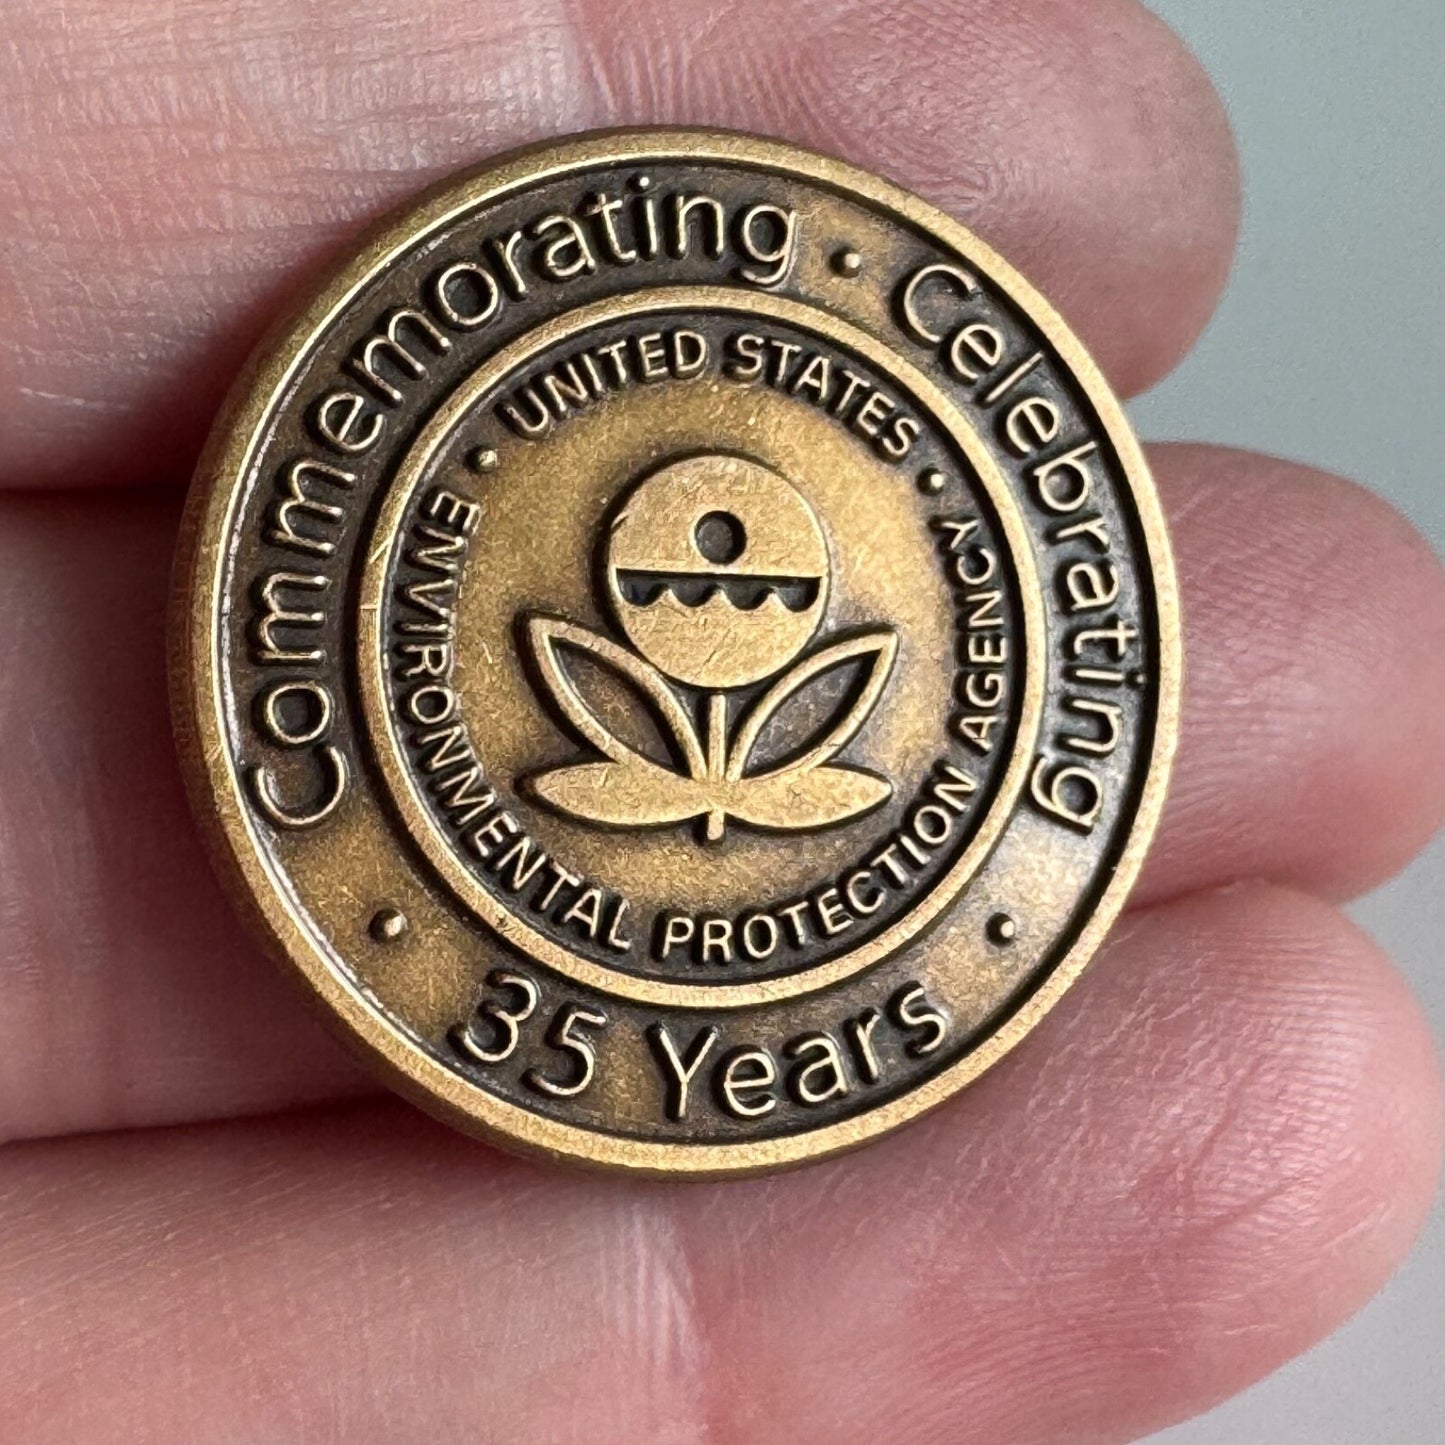 Commemorating · Celebrating
· 35 Years ·
· UNITED STATES ·
ENVIRONMENTAL PROTECTION AGENCY